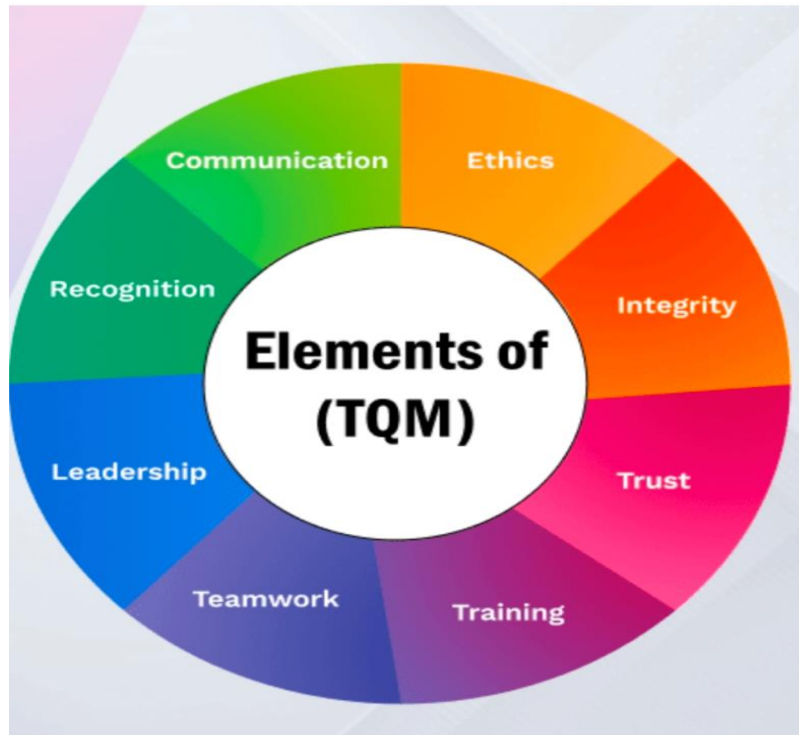 Communication
Ethics
Recognition
Integrity
Elements of
(TQM)
Leadership
Trust
Teamwork
Training